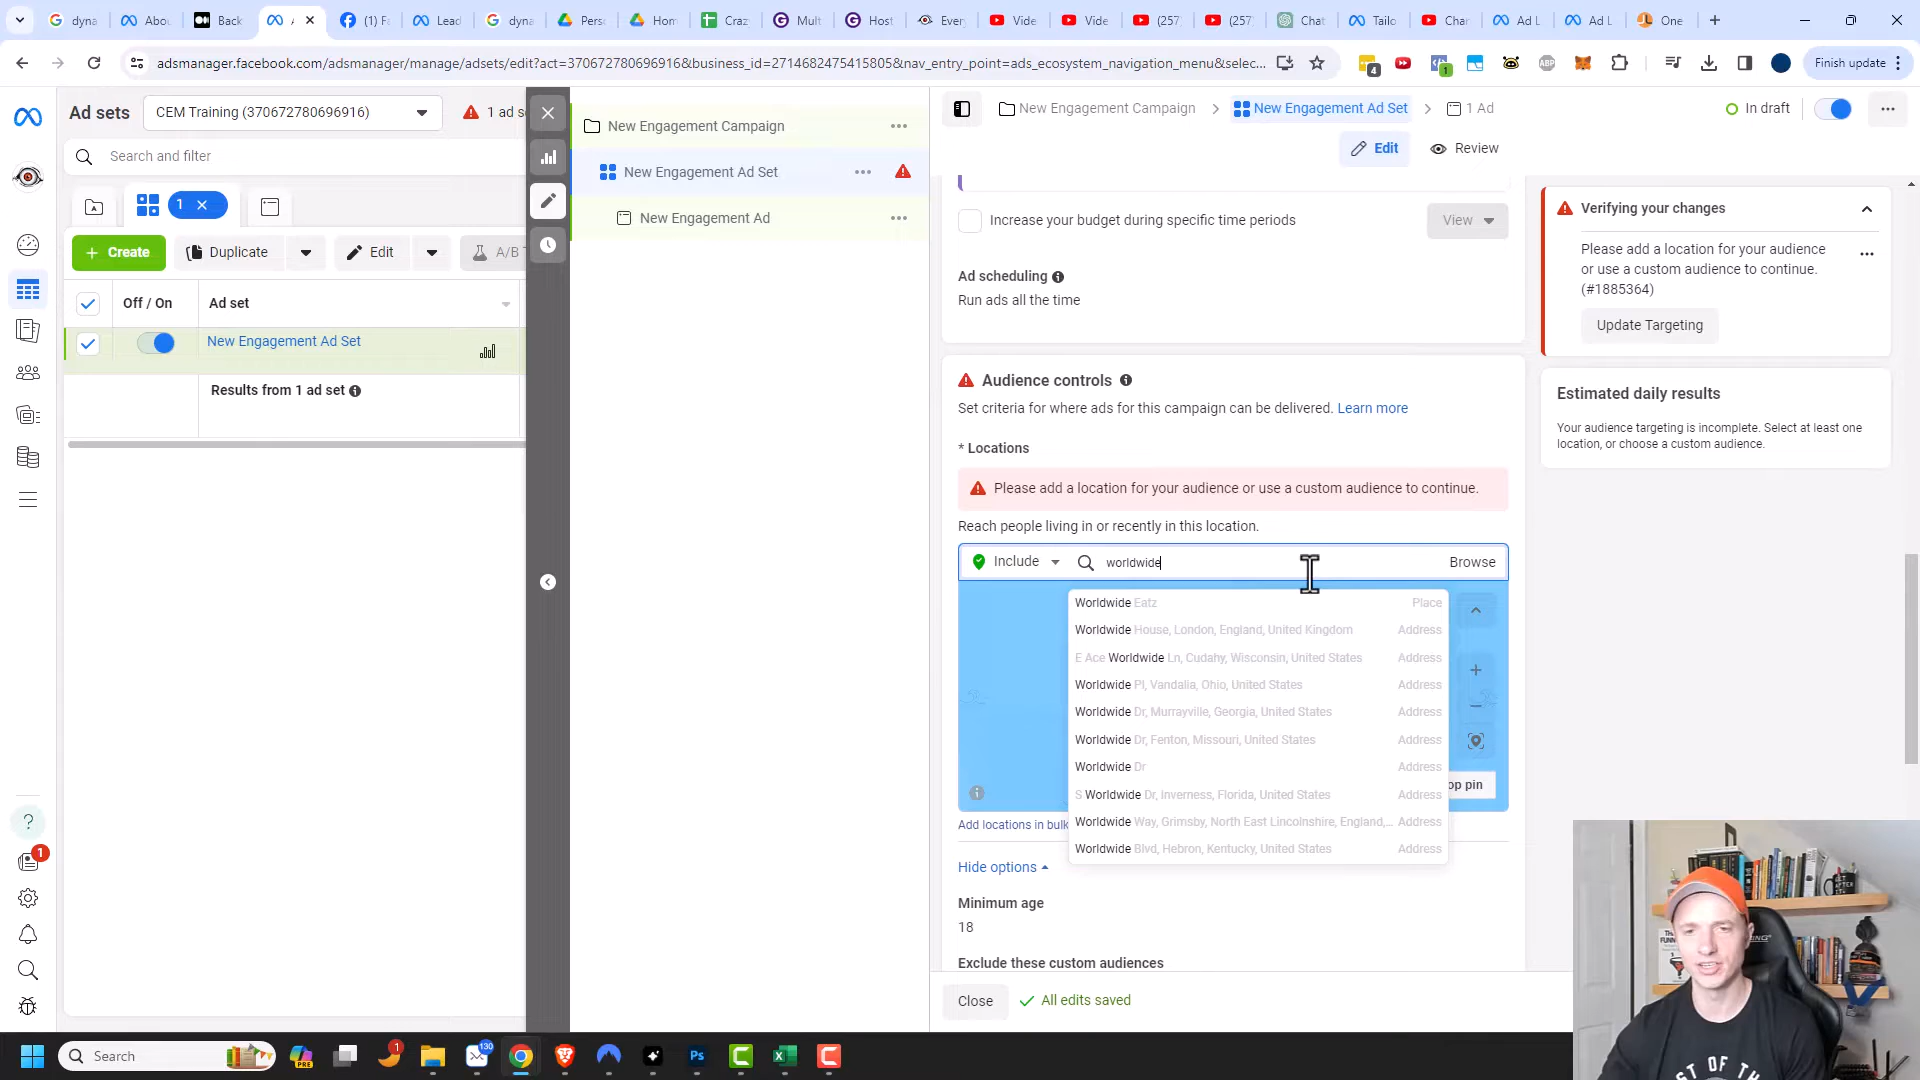 dyna
Abou
Back
A
(1) F
Lead
dyna
Pers
Hom
Craz
Mult
Host
Every
Vide
Vide
(257
(257
Chat
Tailo
Char
Ad L
Ad L
One
adsmanager.facebook.com/adsmanager/manage/adsets/edit?act=370672780696916&business_id=2714682475415805&nav_entry_point=ads_ecosystem_navigation_menu&selec...
4
1
ABP
Finish update
Ad sets
CEM Training (370672780696916)
1 ad s
Search and filter
1
Create
Duplicate
Edit
A/B T
Off / On
Ad set
New Engagement Ad Set
Results from 1 ad set
New Engagement Campaign
New Engagement Ad Set
New Engagement Ad
New Engagement Campaign
New Engagement Ad Set
1 Ad
In draft
Edit
Review
Increase your budget during specific time periods
View
Ad scheduling
Run ads all the time
Audience controls
Set criteria for where ads for this campaign can be delivered. Learn more
* Locations
Please add a location for your audience or use a custom audience to continue.
Reach people living in or recently in this location.
Include
worldwide
Browse
Worldwide Eatz Place
Worldwide House, London, England, United Kingdom Address
E Ace Worldwide Ln, Cudahy, Wisconsin, United States Address
Worldwide Pl, Vandalia, Ohio, United States Address
Worldwide Dr, Murrayville, Georgia, United States Address
Worldwide Dr, Fenton, Missouri, United States Address
Worldwide Dr Address
S Worldwide Dr, Inverness, Florida, United States Address
Worldwide Way, Grimsby, North East Lincolnshire, England,... Address
Worldwide Blvd, Hebron, Kentucky, United States Address
op pin
Add locations in bulk
Hide options
Minimum age
18
Exclude these custom audiences
Close
All edits saved
Verifying your changes
Please add a location for your audience
or use a custom audience to continue.
(#1885364)
Update Targeting
Estimated daily results
Your audience targeting is incomplete. Select at least one
location, or choose a custom audience.
1
Search
PRE
1
130
Ps
ST OF T